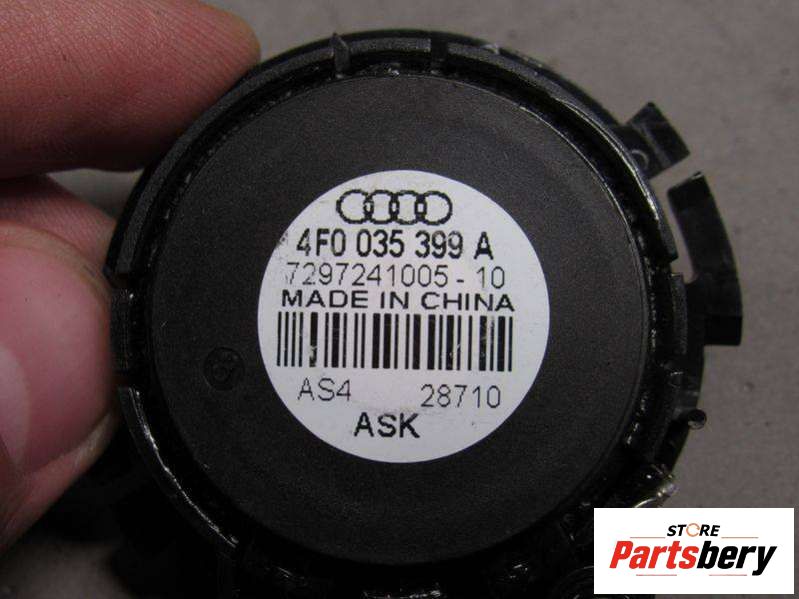 4F0 035 399 A
7297241005-10
MADE IN CHINA
AS4 28710
ASK
STORE
Partsbery